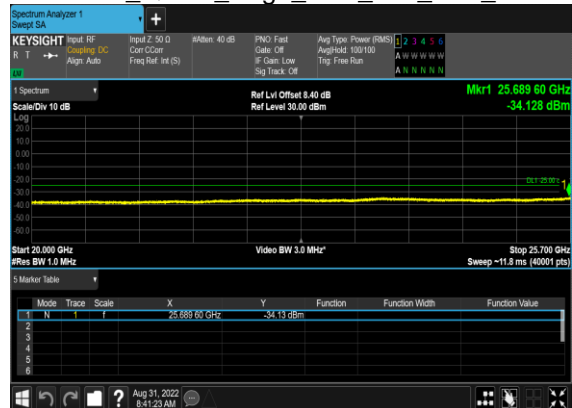 Spectrum Analyzer 1
Swept SA
KEYSIGHT Input: RF Input Z: 50 Ω #Atten: 40 dB PNO: Fast Avg Type: Power (RMS) 1 2 3 4 5 6
R T Coupling: DC Corr CCorr Gate: Off Avg|Hold: 100/100 A W W W W W
Align: Auto Freq Ref: Int (S) IF Gain: Low Trig: Free Run
Sig Track: Off A N N N N N
1 Spectrum Ref Lvl Offset 8.40 dB Mkr1 25.689 60 GHz
Scale/Div 10 dB Ref Level 30.00 dBm -34.128 dBm
Log
20.0
10.0
0.00
-10.0
-20.0
-30.0
-40.0
-50.0
-60.0
1
Start 20.000 GHz Video BW 3.0 MHz* Stop 25.700 GHz
#Res BW 1.0 MHz Sweep ~11.8 ms (40001 pts)
5 Marker Table
Mode Trace Scale X Y Function Function Width Function Value
1 N 1 f 25.689 60 GHz -34.13 dBm
2
3
4
5
6
? Aug 31, 2022
8:41:23 AM